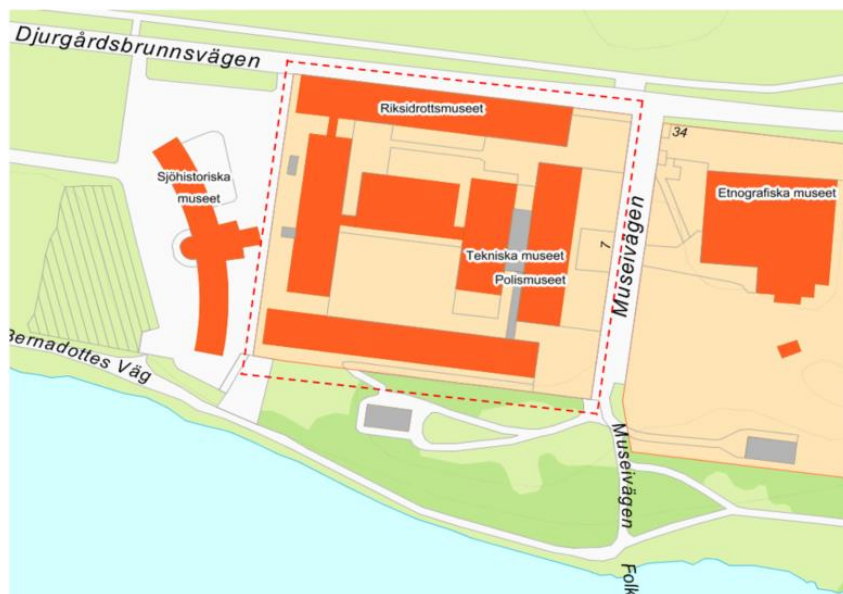 Djurgårdsbrunnsvägen
Riksidrottsmuseet
34
Sjöhistoriska
museet
Etnografiska museet
Museivägen
7
Tekniska museet
Polismuseet
Bernadottes Väg
Museivägen
Folk